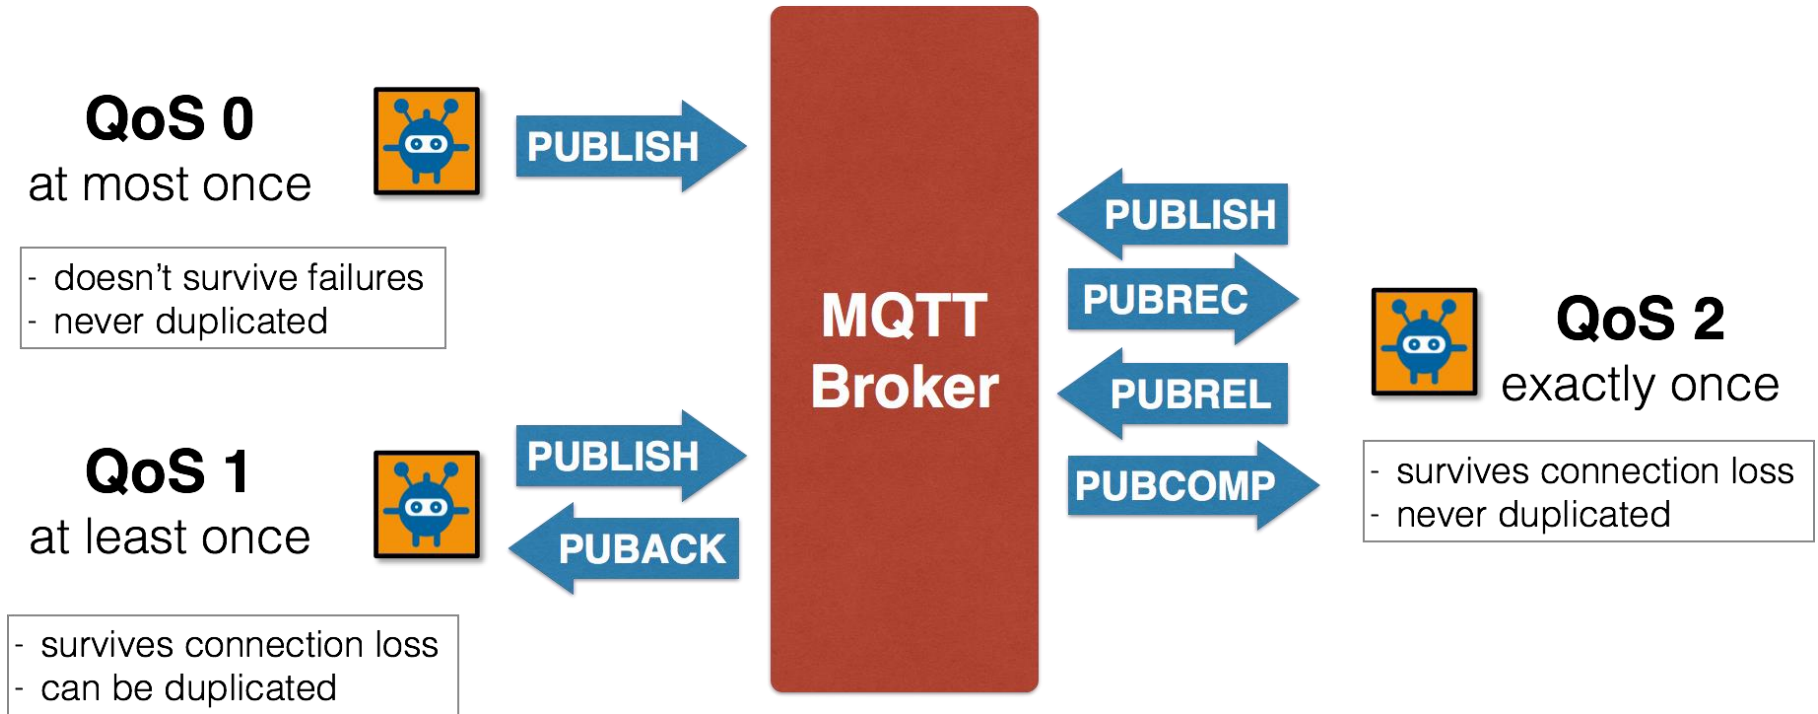 QoS 0
at most once
PUBLISH
- doesn't survive failures
- never duplicated
QoS 1
at least once
PUBLISH
PUBACK
- survives connection loss
- can be duplicated
MQTT
Broker
PUBLISH
PUBREC
PUBREL
PUBCOMP
QoS 2
exactly once
- survives connection loss
- never duplicated